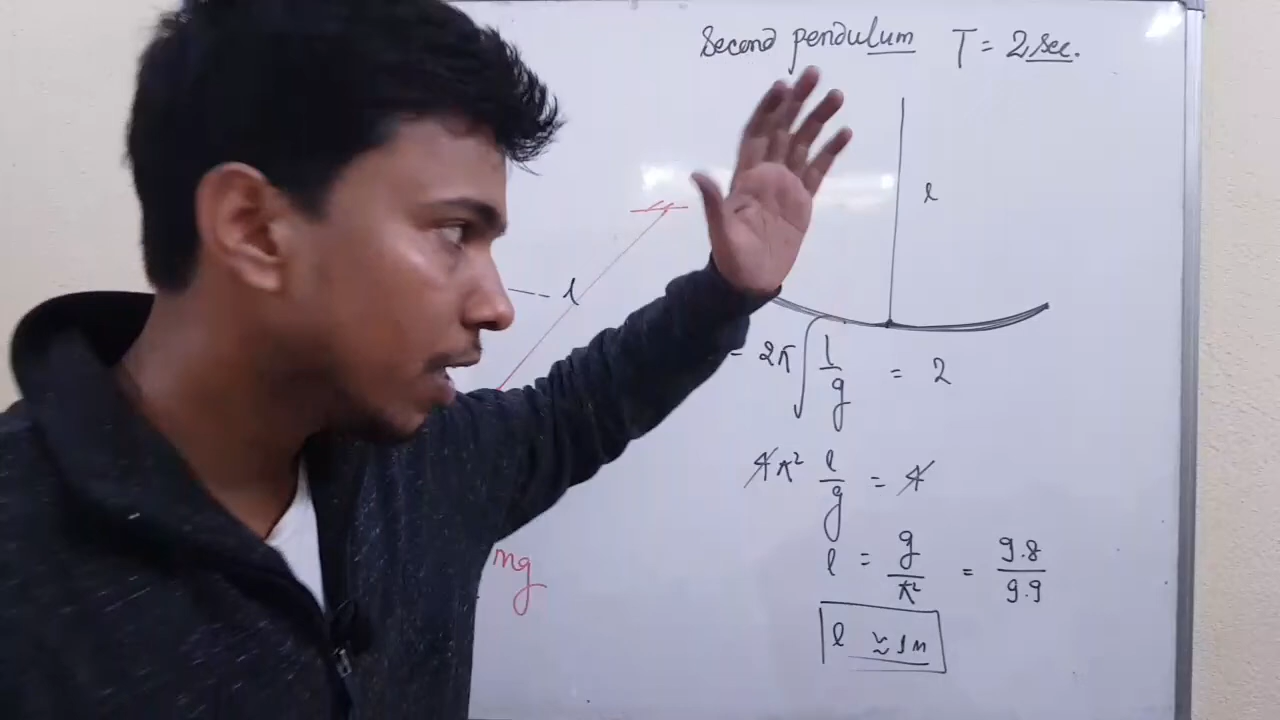 Second pendulum T = 2 sec.
l
--- l
= 2π√(l/g) = 2
4π² l/g = 4
l = g/π² = 9.8/9.9
mg
l ≅ 1m